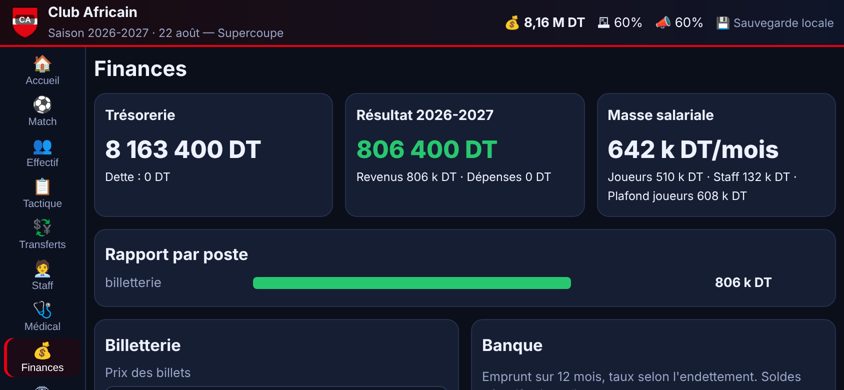 CA
Club Africain
Saison 2026-2027 · 22 août — Supercoupe
8,16 M DT
60%
60%
Sauvegarde locale
Accueil
Match
Effectif
Tactique
Transferts
Staff
Médical
Finances
Finances
Trésorerie
8 163 400 DT
Dette : 0 DT
Résultat 2026-2027
806 400 DT
Revenus 806 k DT · Dépenses 0 DT
Masse salariale
642 k DT/mois
Joueurs 510 k DT · Staff 132 k DT ·
Plafond joueurs 608 k DT
Rapport par poste
billetterie
806 k DT
Billetterie
Prix des billets
Banque
Emprunt sur 12 mois, taux selon l'endettement. Soldes